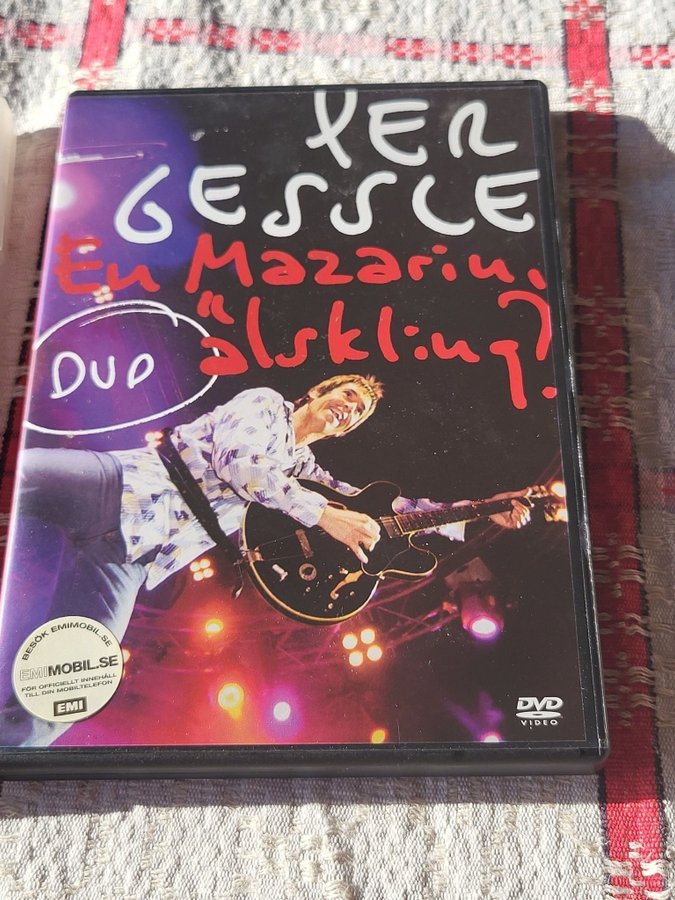 PER
GESSLE
En Mazarin,
älskling?
DVD
BESÖK EMIMOBIL.SE
EMIMOBIL.SE
FÖR OFFICIELLT INNEHÅLL
TILL DIN MOBILTELEFON
EMI
DVD
VIDEO